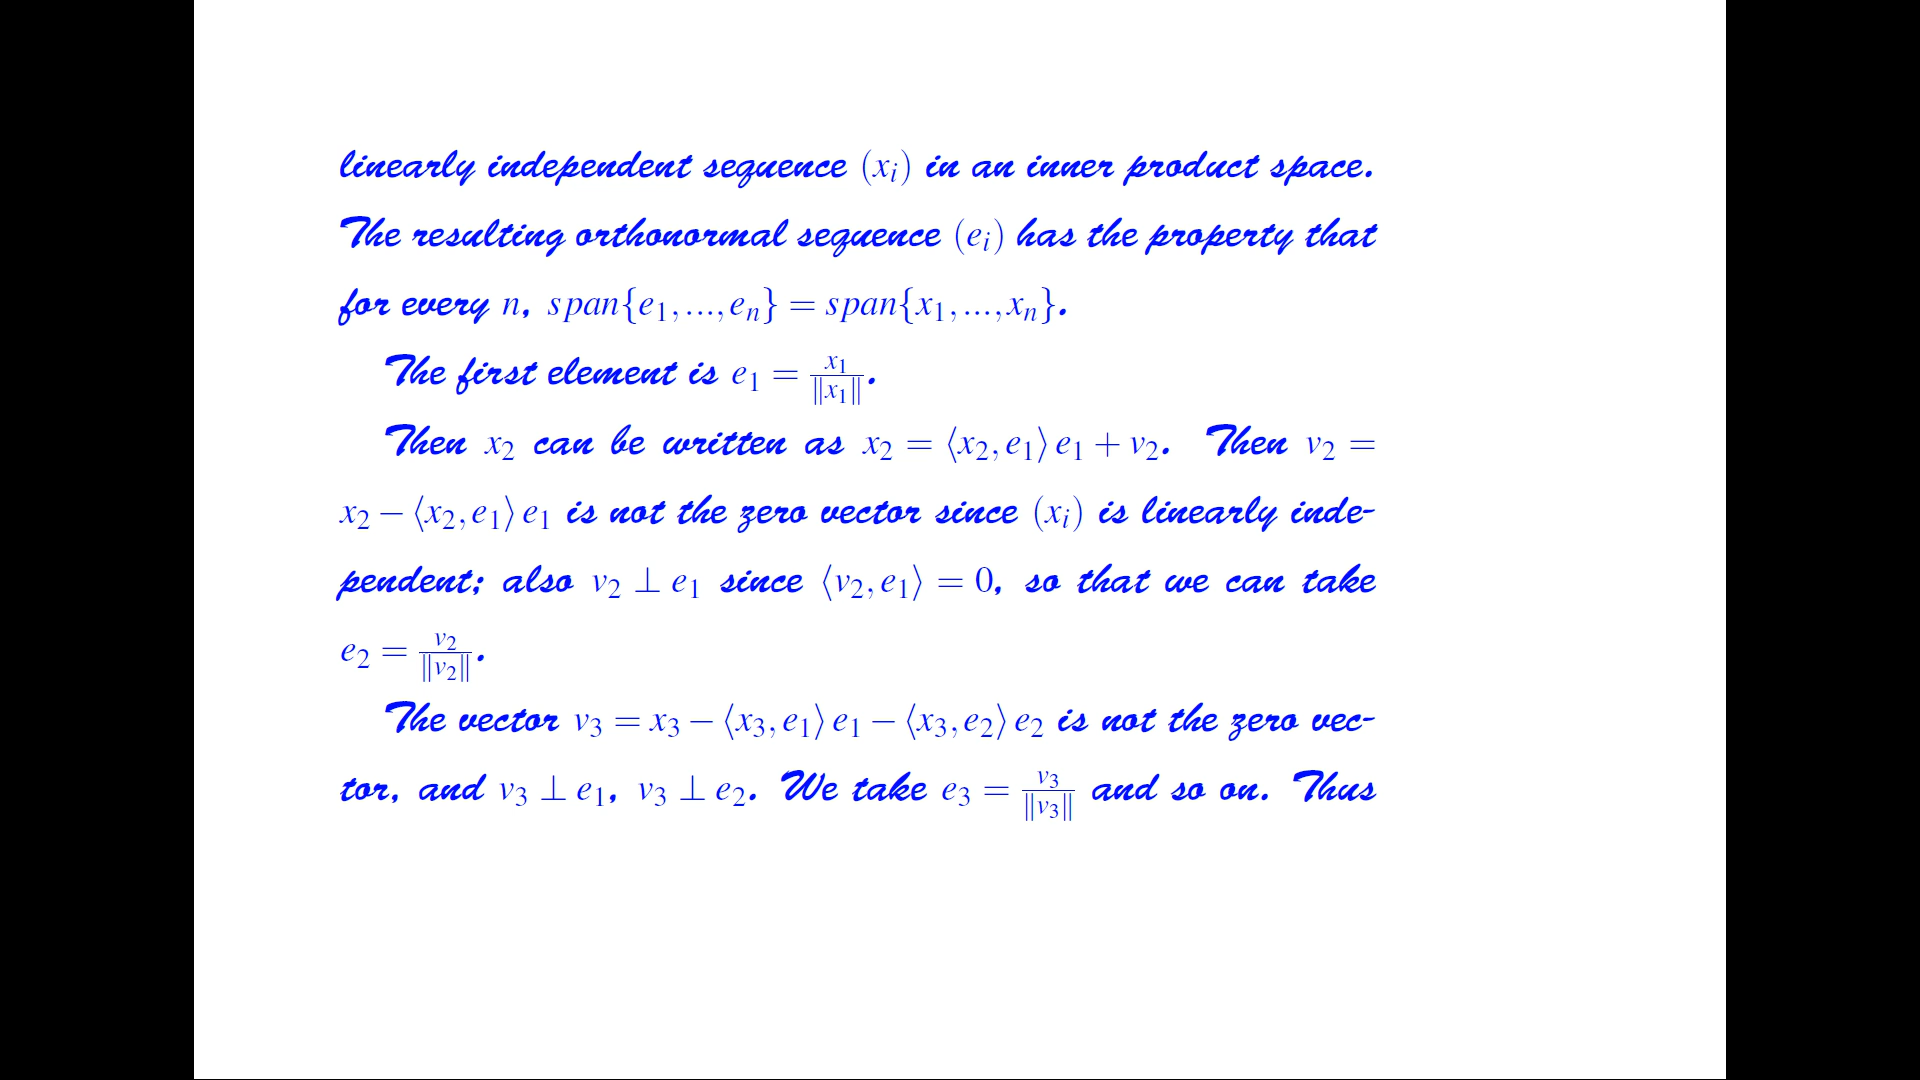 linearly independent sequence (x_i) in an inner product space.
The resulting orthonormal sequence (e_i) has the property that
for every n, span{e_1,...,e_n} = span{x_1,...,x_n}.
The first element is e_1 = \frac{x_1}{‖x_1‖}.
Then x_2 can be written as x_2 = ⟨x_2, e_1⟩ e_1 + v_2. Then v_2 =
x_2 − ⟨x_2, e_1⟩ e_1 is not the zero vector since (x_i) is linearly inde-
pendent; also v_2 ⊥ e_1 since ⟨v_2, e_1⟩ = 0, so that we can take
e_2 = \frac{v_2}{‖v_2‖}.
The vector v_3 = x_3 − ⟨x_3, e_1⟩ e_1 − ⟨x_3, e_2⟩ e_2 is not the zero vec-
tor, and v_3 ⊥ e_1, v_3 ⊥ e_2. We take e_3 = \frac{v_3}{‖v_3‖} and so on. Thus